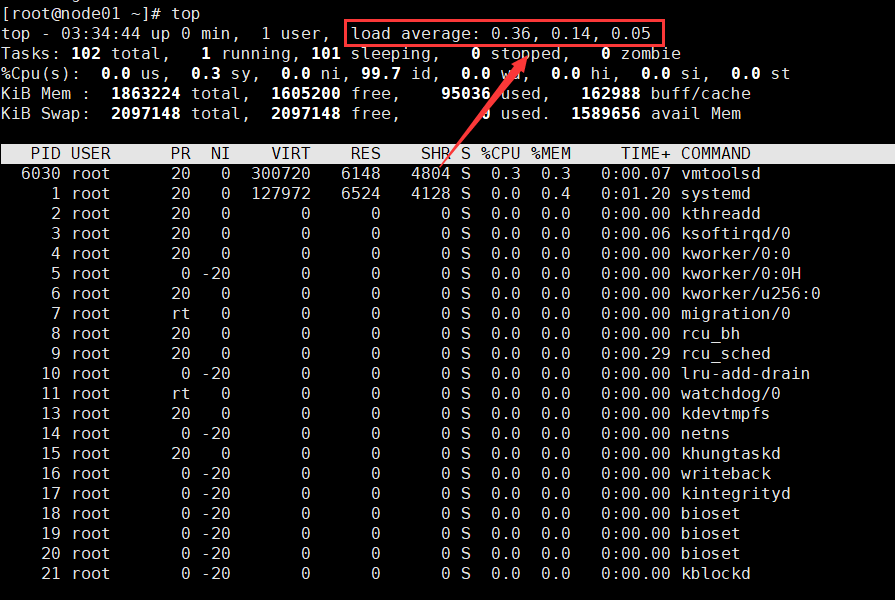 [root@node01 ~]# top
top - 03:34:44 up 0 min,  1 user,  load average: 0.36, 0.14, 0.05
Tasks: 102 total,   1 running, 101 sleeping,   0 stopped,   0 zombie
%Cpu(s):  0.0 us,  0.3 sy,  0.0 ni, 99.7 id,  0.0 wa,  0.0 hi,  0.0 si,  0.0 st
KiB Mem :  1863224 total,  1605200 free,    95036 used,   162988 buff/cache
KiB Swap:  2097148 total,  2097148 free,        0 used.  1589656 avail Mem
PID USER      PR  NI    VIRT    RES    SHR S %CPU %MEM     TIME+ COMMAND
6030 root      20   0  300720   6148   4804 S  0.3  0.3   0:00.07 vmtoolsd
1 root      20   0  127972   6524   4128 S  0.0  0.4   0:01.20 systemd
2 root      20   0       0      0      0 S  0.0  0.0   0:00.00 kthreadd
3 root      20   0       0      0      0 S  0.0  0.0   0:00.06 ksoftirqd/0
4 root      20   0       0      0      0 S  0.0  0.0   0:00.00 kworker/0:0
5 root       0 -20       0      0      0 S  0.0  0.0   0:00.00 kworker/0:0H
6 root      20   0       0      0      0 S  0.0  0.0   0:00.00 kworker/u256:0
7 root      rt   0       0      0      0 S  0.0  0.0   0:00.00 migration/0
8 root      20   0       0      0      0 S  0.0  0.0   0:00.00 rcu_bh
9 root      20   0       0      0      0 S  0.0  0.0   0:00.29 rcu_sched
10 root       0 -20       0      0      0 S  0.0  0.0   0:00.00 lru-add-drain
11 root      rt   0       0      0      0 S  0.0  0.0   0:00.00 watchdog/0
13 root      20   0       0      0      0 S  0.0  0.0   0:00.00 kdevtmpfs
14 root       0 -20       0      0      0 S  0.0  0.0   0:00.00 netns
15 root      20   0       0      0      0 S  0.0  0.0   0:00.00 khungtaskd
16 root       0 -20       0      0      0 S  0.0  0.0   0:00.00 writeback
17 root       0 -20       0      0      0 S  0.0  0.0   0:00.00 kintegrityd
18 root       0 -20       0      0      0 S  0.0  0.0   0:00.00 bioset
19 root       0 -20       0      0      0 S  0.0  0.0   0:00.00 bioset
20 root       0 -20       0      0      0 S  0.0  0.0   0:00.00 bioset
21 root       0 -20       0      0      0 S  0.0  0.0   0:00.00 kblockd